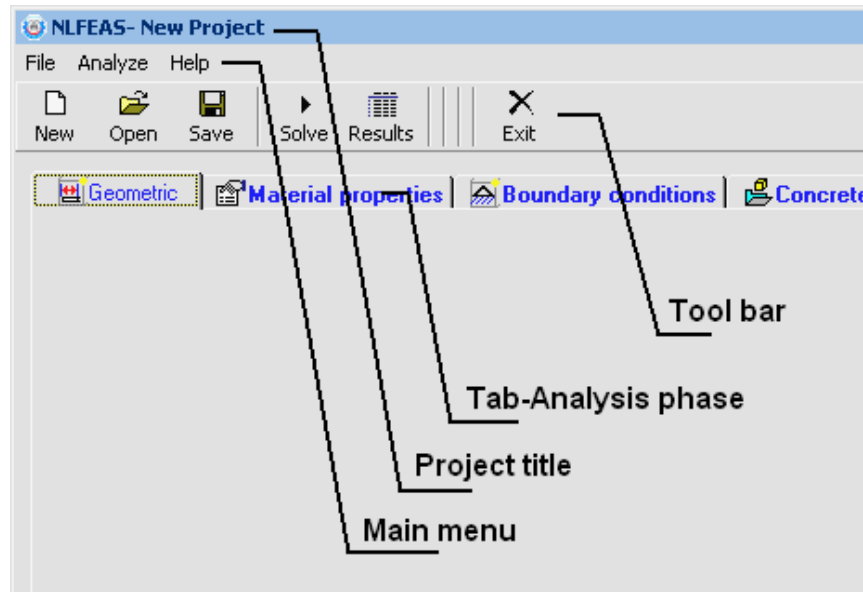 NLFEAS- New Project
File Analyze Help
New Open Save Solve Results Exit
Geometric Material properties Boundary conditions Concrete
Tool bar
Tab-Analysis phase
Project title
Main menu